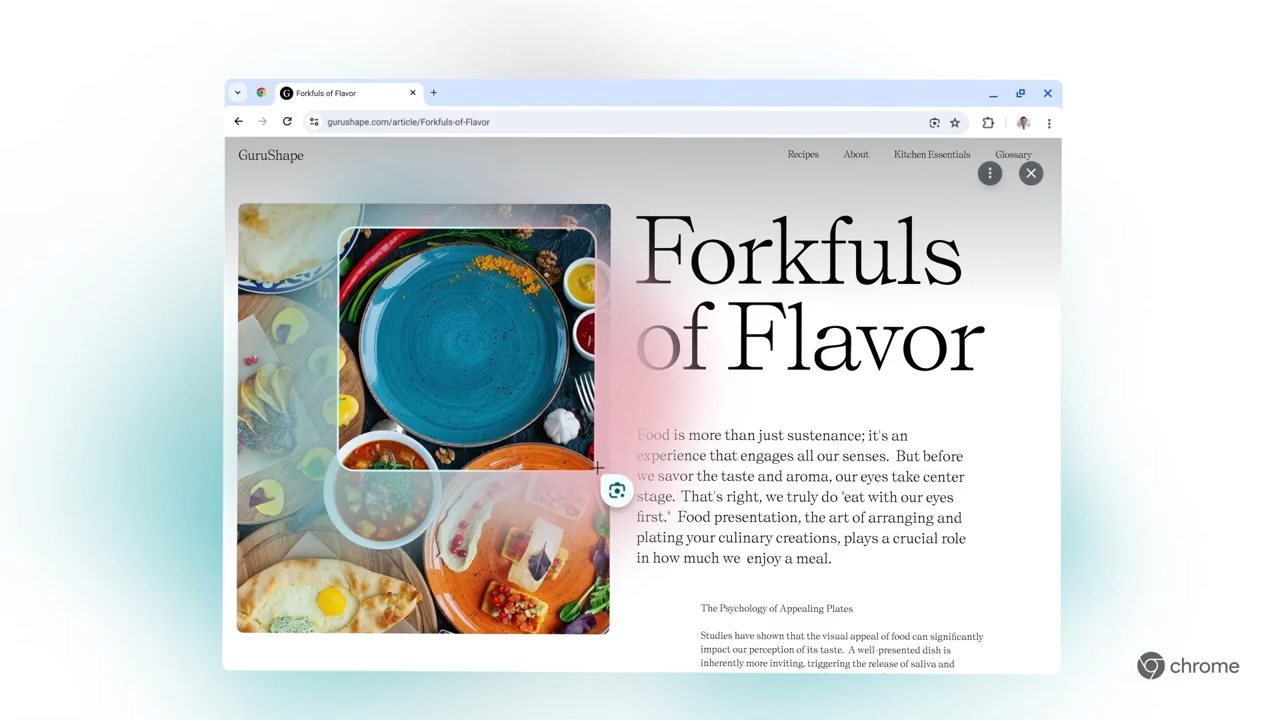 Forkfuls of Flavor
gurushape.com/article/Forkfuls-of-Flavor
GuruShape
Recipes
About
Kitchen Essentials
Glossary
Forkfuls
of Flavor
Food is more than just sustenance; it's an
experience that engages all our senses. But before
we savor the taste and aroma, our eyes take center
stage. That's right, we truly do "eat with our eyes
first." Food presentation, the art of arranging and
plating your culinary creations, plays a crucial role
in how much we enjoy a meal.
The Psychology of Appealing Plates
Studies have shown that the visual appeal of food can significantly
impact our perception of its taste. A well-presented dish is
inherently more inviting, triggering the release of saliva and
chrome